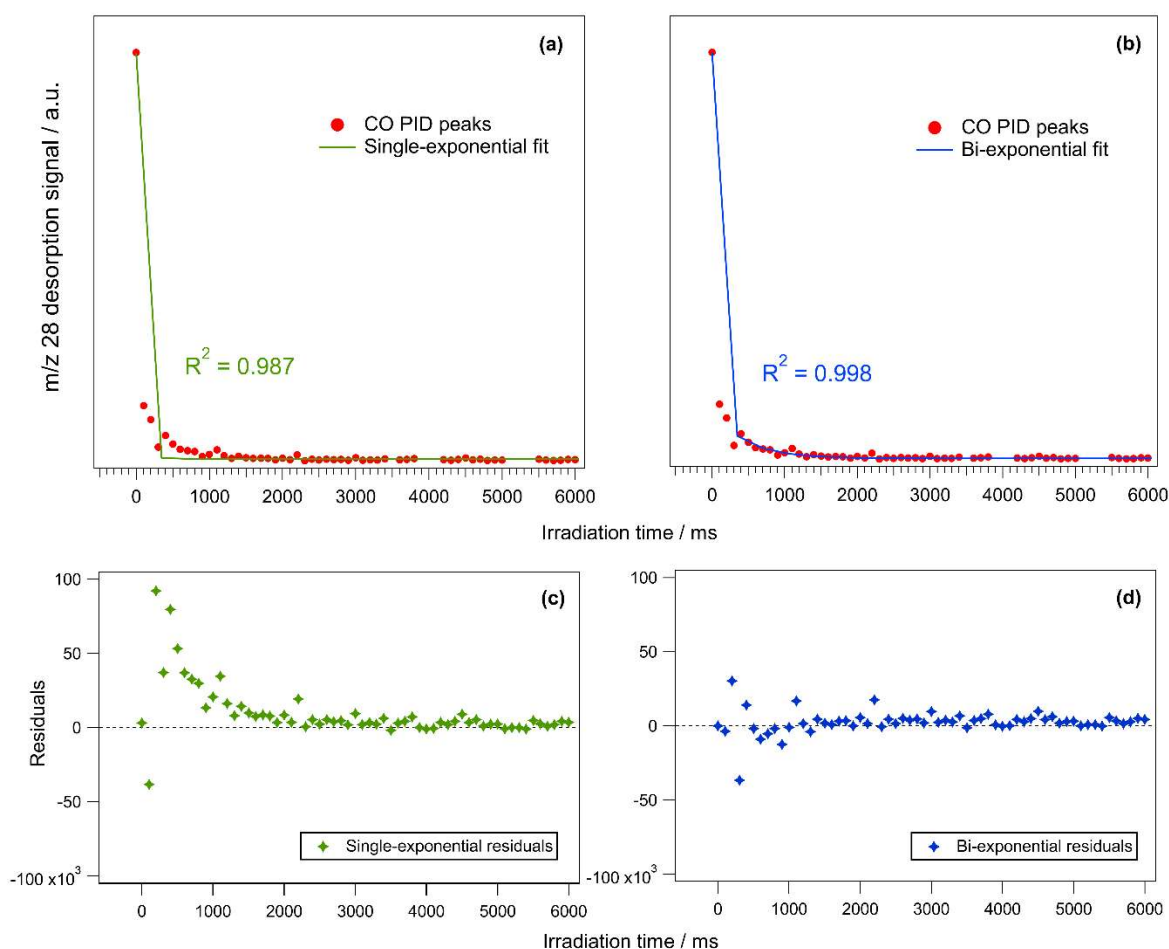 (a)
m/z 28 desorption signal / a.u.
CO PID peaks
Single-exponential fit
R² = 0.987
0 1000 2000 3000 4000 5000 6000
(b)
CO PID peaks
Bi-exponential fit
R² = 0.998
0 1000 2000 3000 4000 5000 6000
Irradiation time / ms
(c)
Residuals
100
50
0
-50
-100 x10³
Single-exponential residuals
0 1000 2000 3000 4000 5000 6000
Irradiation time / ms
(d)
100
50
0
-50
-100 x10³
Bi-exponential residuals
0 1000 2000 3000 4000 5000 6000